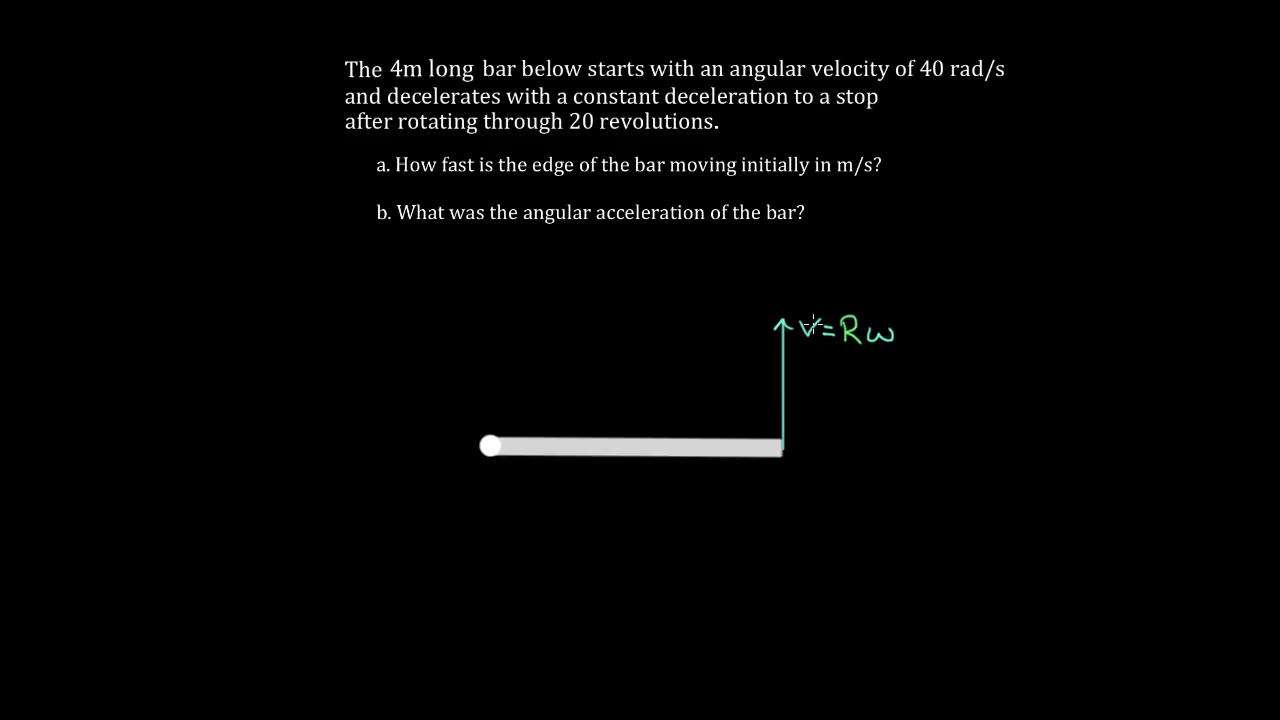 The 4m long bar below starts with an angular velocity of 40 rad/s
and decelerates with a constant deceleration to a stop
after rotating through 20 revolutions.
a. How fast is the edge of the bar moving initially in m/s?
b. What was the angular acceleration of the bar?
v=Rω